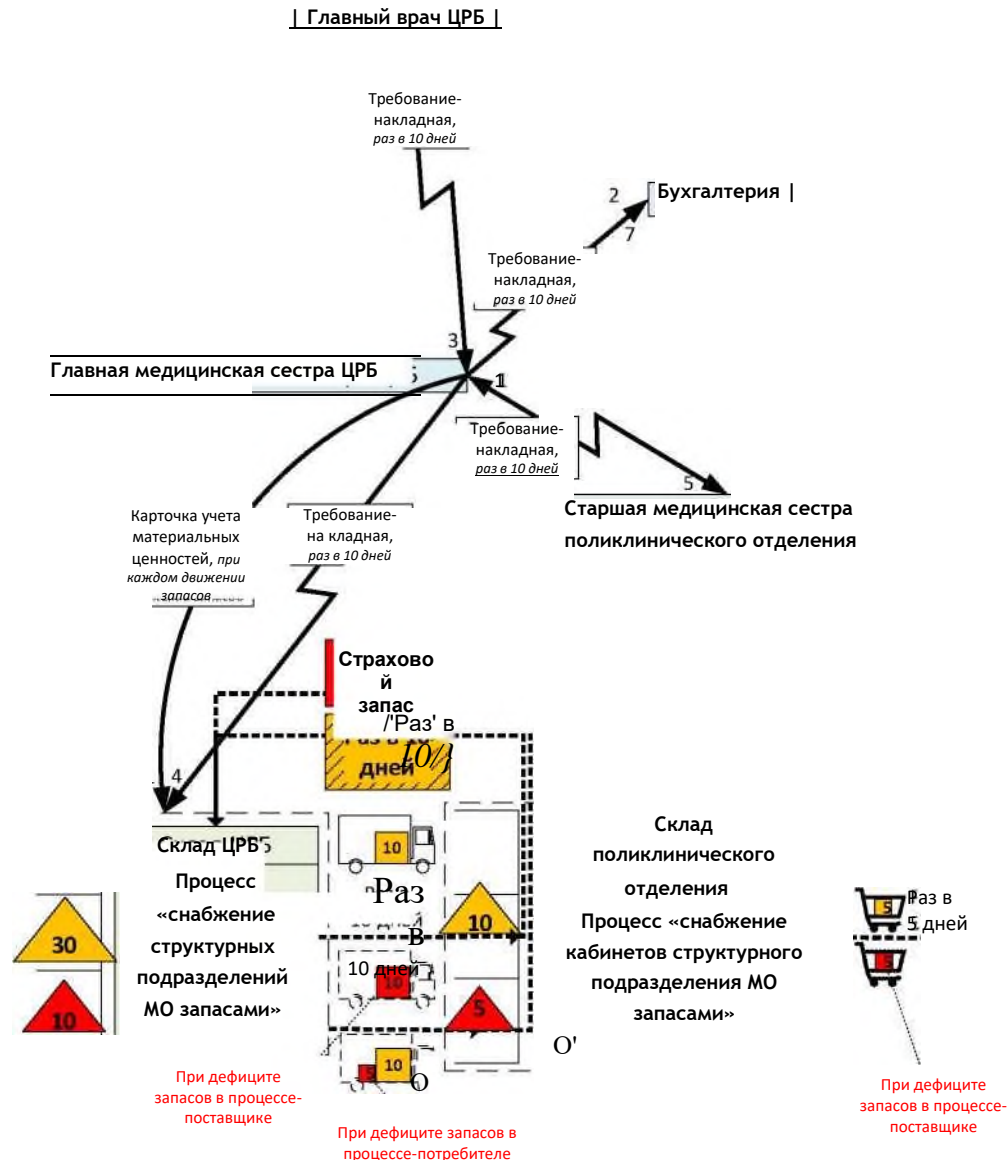 | Главный врач ЦРБ |
Требование-
накладная,
раз в 10 дней
2
Бухгалтерия |
7
Требование-
накладная,
раз в 10 дней
3
Главная медицинская сестра ЦРБ
1
Требование-
накладная,
раз в 10 дней
5
Старшая медицинская сестра
поликлинического отделения
Карточка учета
материальных
ценностей, при
каждом движении
запасов
Требование-
на кладная,
раз в 10 дней
Страхово
й
запас
/'Раз' в
дней
4
Склад ЦРБ
Процесс
«снабжение
структурных
подразделений
МО запасами»
30
10
10
Раз
в
10 дней
10
10
5
10
5
О
О'
Склад
поликлинического
отделения
Процесс «снабжение
кабинетов структурного
подразделения МО
запасами»
5
Раз в
5 дней
5
При дефиците
запасов в процессе-
поставщике
При дефиците запасов в
процессе-потребителе
При дефиците
запасов в процессе-
поставщике